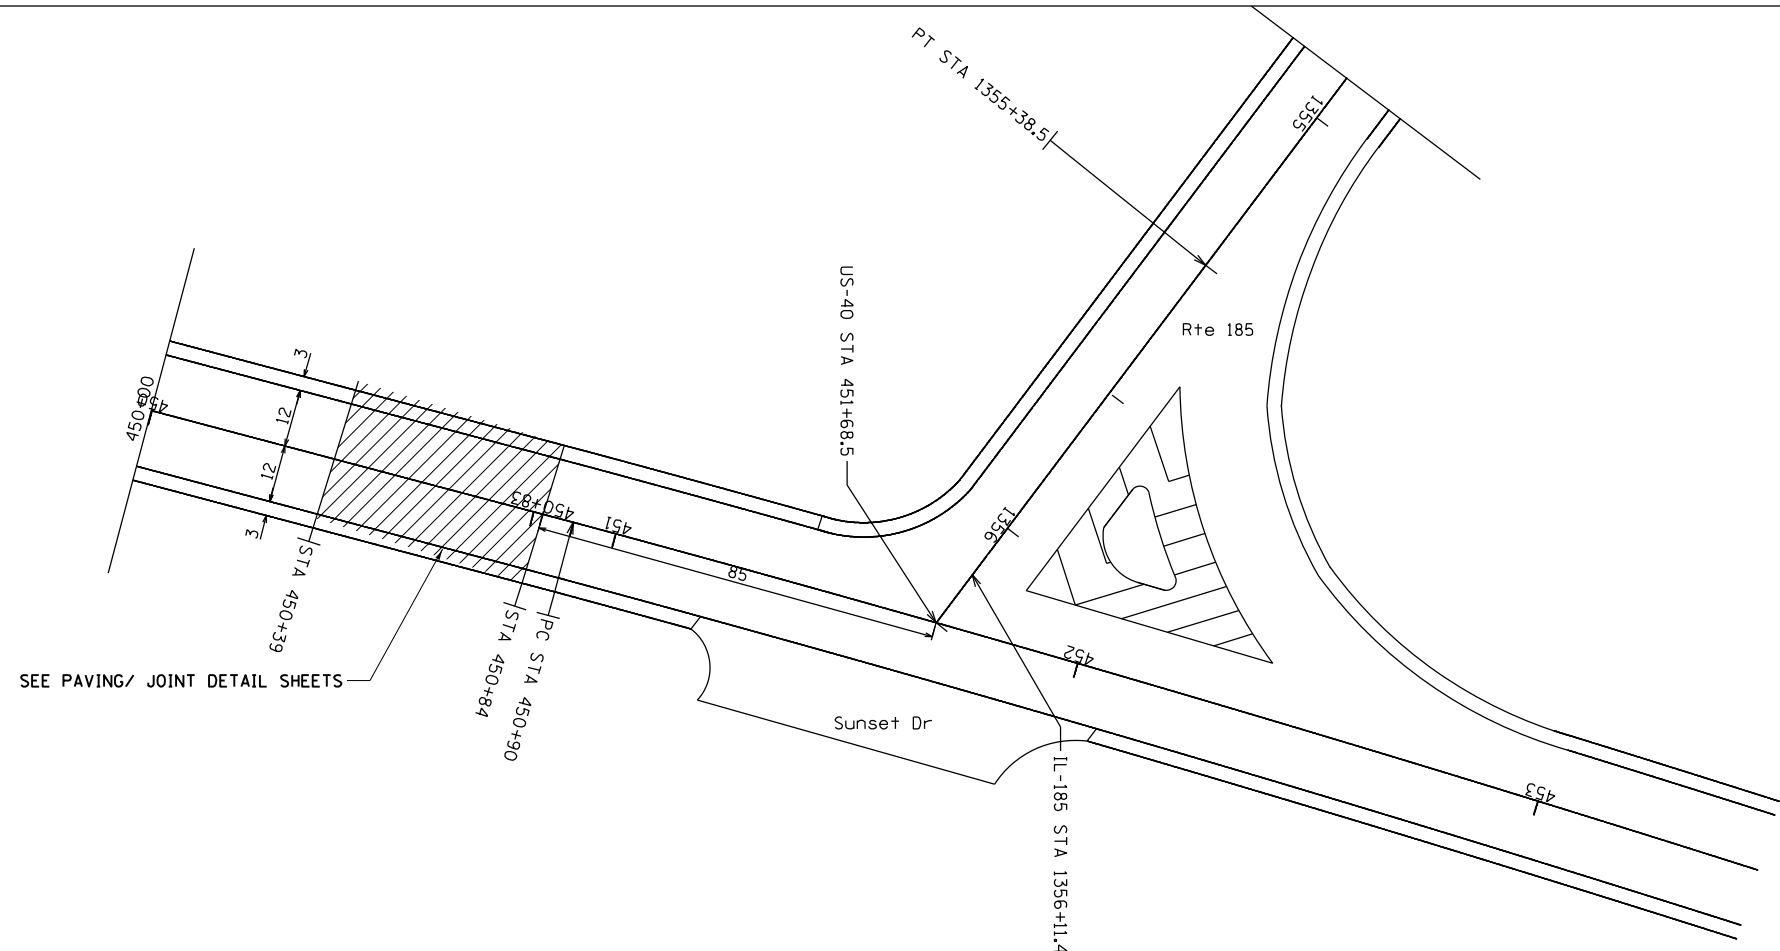 PT STA 1355+38.5
1355
US-40 STA 451+68.5
Rte 185
3
12
450+00
12
3
450+83
451
1356
85
STA 450+39
STA 450+84
PC STA 450+90
452
SEE PAVING/ JOINT DETAIL SHEETS
Sunset Dr
IL-185 STA 1356+11.4
453